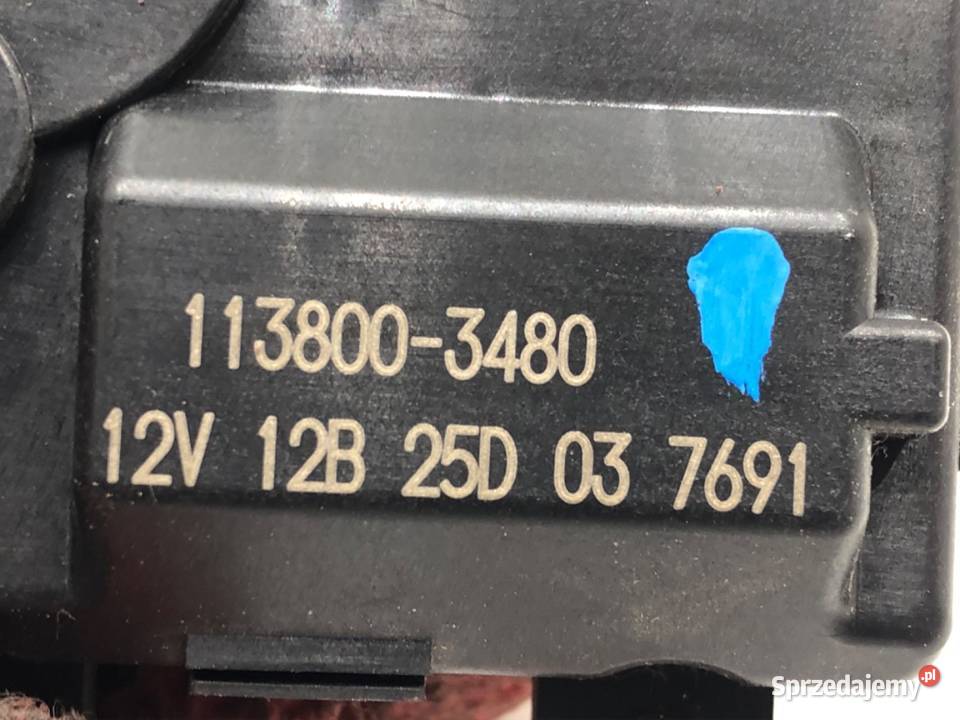 113800-3480
12V 12B 25D 03 7691
Sprzedajemy.pl